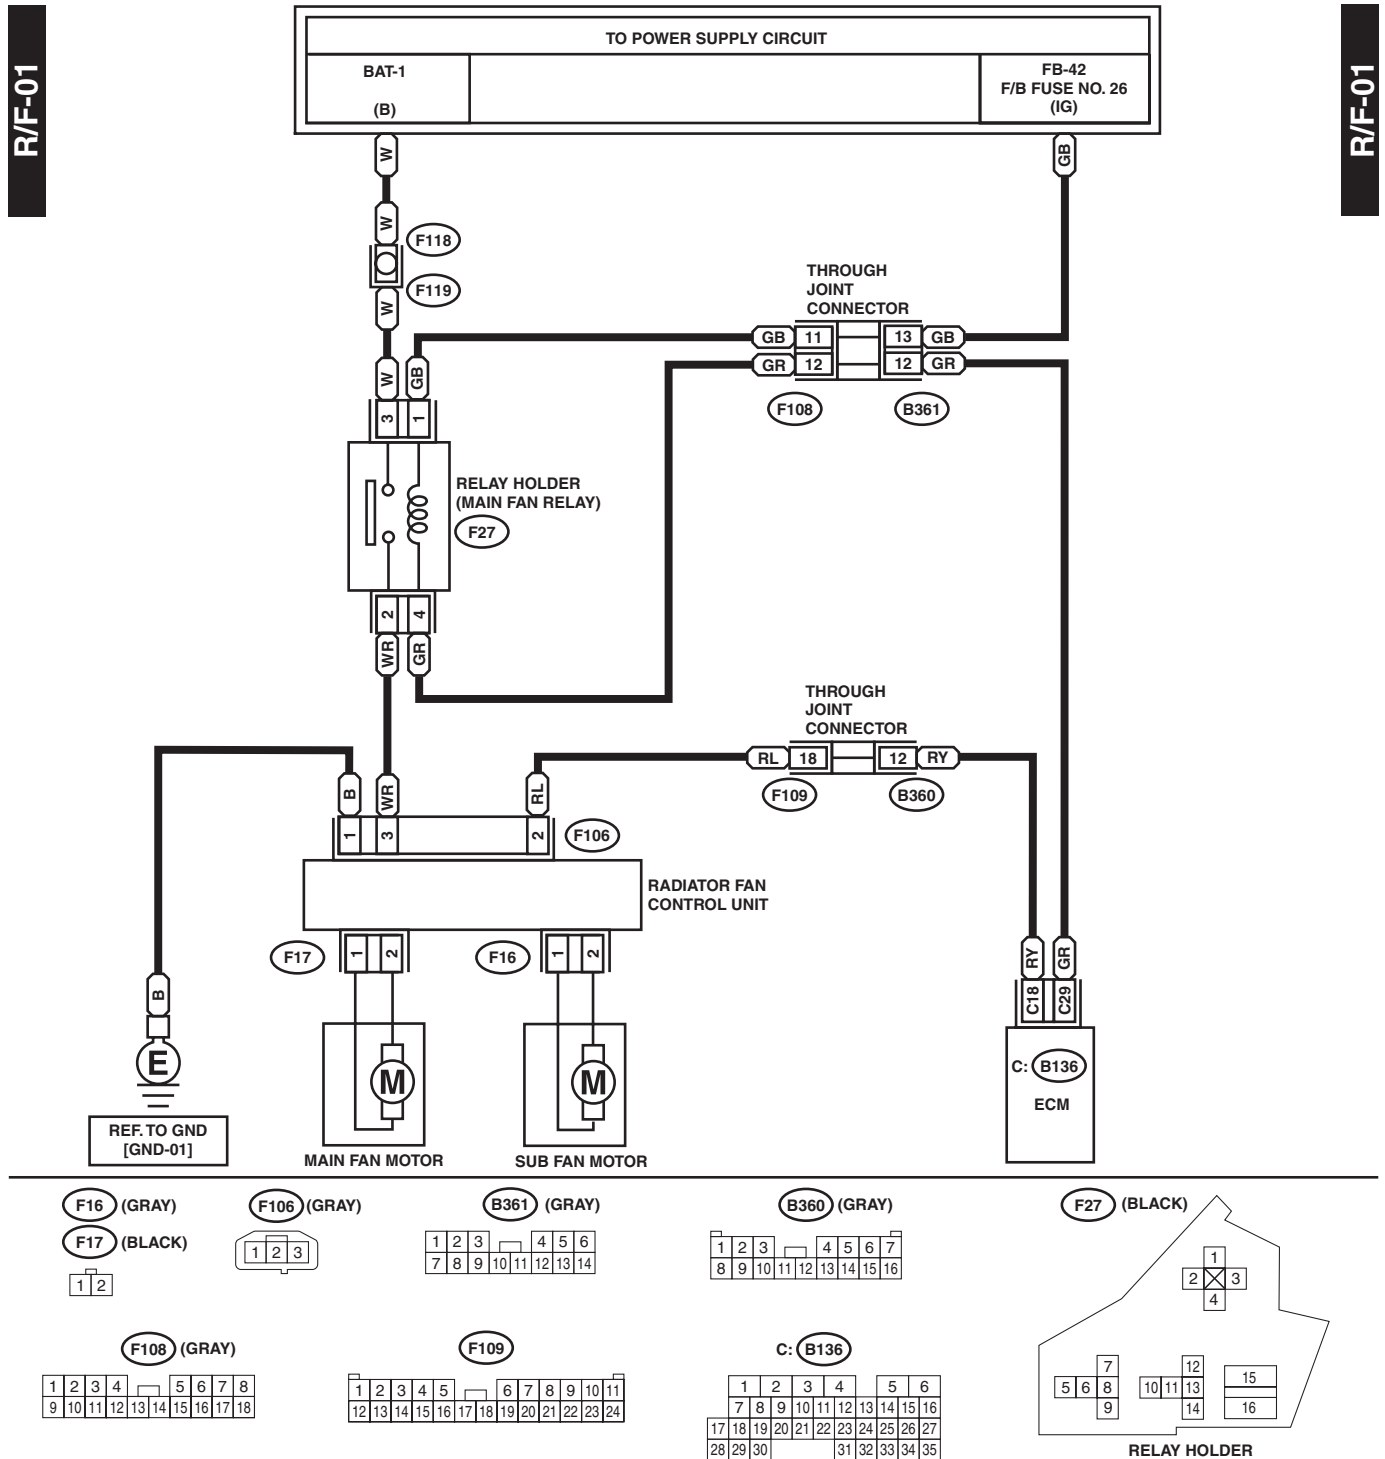 R/F-01
R/F-01
TO POWER SUPPLY CIRCUIT
BAT-1
(B)
FB-42
F/B FUSE NO. 26
(IG)
W
GB
W
F118
F119
W
THROUGH
JOINT
CONNECTOR
GB 11 13 GB
GR 12 12 GR
F108 B361
W GB
3 1
RELAY HOLDER
(MAIN FAN RELAY)
F27
2 4
WR GR
THROUGH
JOINT
CONNECTOR
RL 18 12 RY
F109 B360
B WR RL
1 3 2
F106
RADIATOR FAN
CONTROL UNIT
F17 1 2
F16 1 2
RY GR
C18 C29
C: B136
ECM
B
E
REF. TO GND
[GND-01]
M
MAIN FAN MOTOR
M
SUB FAN MOTOR
F16 (GRAY)
F17 (BLACK)
1 2
F106 (GRAY)
1 2 3
B361 (GRAY)
1 2 3 4 5 6
7 8 9 10 11 12 13 14
B360 (GRAY)
1 2 3 4 5 6 7
8 9 10 11 12 13 14 15 16
F27 (BLACK)
1
2 3
4
7
5 6 8
9
12
10 11 13
14
15
16
RELAY HOLDER
F108 (GRAY)
1 2 3 4 5 6 7 8
9 10 11 12 13 14 15 16 17 18
F109
1 2 3 4 5 6 7 8 9 10 11
12 13 14 15 16 17 18 19 20 21 22 23 24
C: B136
1 2 3 4 5 6
7 8 9 10 11 12 13 14 15 16
17 18 19 20 21 22 23 24 25 26 27
28 29 30 31 32 33 34 35